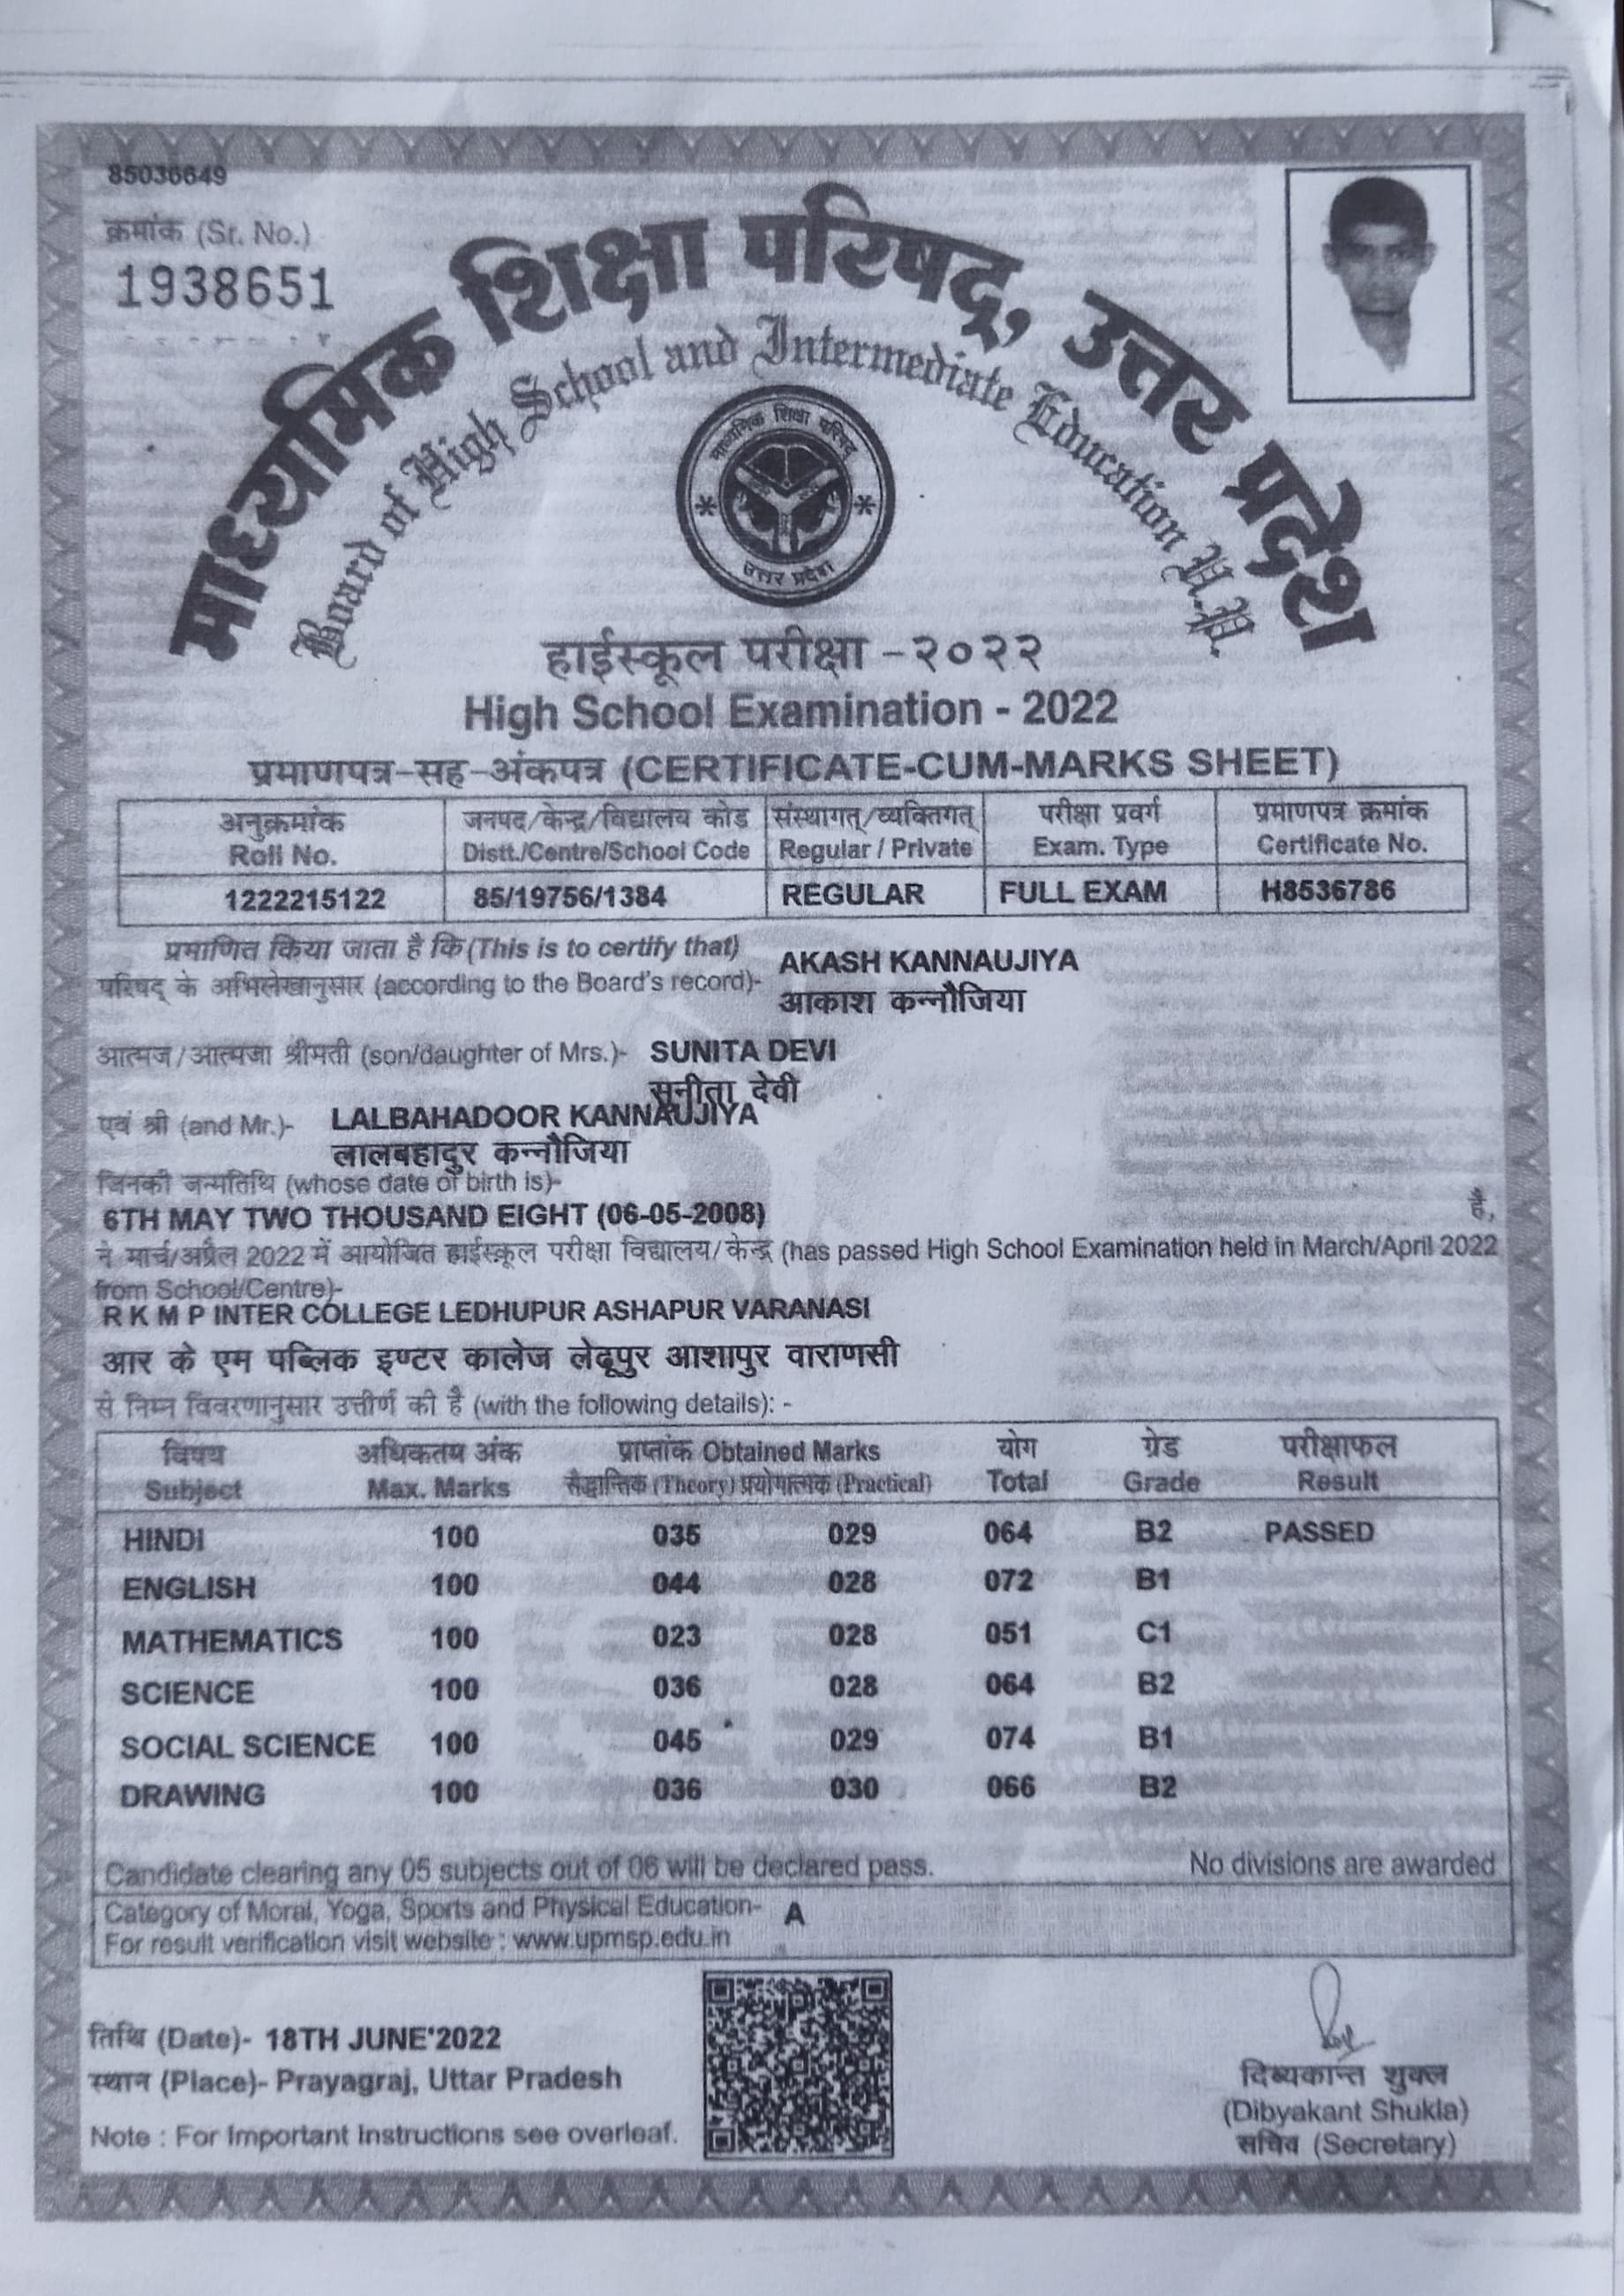 85036649
क्रमांक (Sr. No.)
1938651
माध्यमिक शिक्षा परिषद्, उत्तर प्रदेश
Board of High School and Intermediate Education U.P.
माध्यमिक शिक्षा परिषद्
उत्तर प्रदेश
हाईस्कूल परीक्षा -२०२२
High School Examination - 2022
प्रमाणपत्र-सह-अंकपत्र (CERTIFICATE-CUM-MARKS SHEET)
अनुक्रमांक जनपद/केन्द्र/विद्यालय कोड संस्थागत्/व्यक्तिगत् परीक्षा प्रवर्ग प्रमाणपत्र क्रमांक
Roll No. Distt./Centre/School Code Regular / Private Exam. Type Certificate No.
1222215122 85/19756/1384 REGULAR FULL EXAM H8536786
प्रमाणित किया जाता है कि (This is to certify that) AKASH KANNAUJIYA
परिषद् के अभिलेखानुसार (according to the Board's record)- आकाश कन्नौजिया
आत्मज/आत्मजा श्रीमती (son/daughter of Mrs.)- SUNITA DEVI
सुनीता देवी
एवं श्री (and Mr.)- LALBAHADOOR KANNAUJIYA
लालबहादुर कन्नौजिया
जिनकी जन्मतिथि (whose date of birth is)-
6TH MAY TWO THOUSAND EIGHT (06-05-2008) है,
ने मार्च/अप्रैल 2022 में आयोजित हाईस्कूल परीक्षा विद्यालय/केन्द्र (has passed High School Examination held in March/April 2022
from School/Centre)-
R K M P INTER COLLEGE LEDHUPUR ASHAPUR VARANASI
आर के एम पब्लिक इण्टर कालेज लेढूपुर आशापुर वाराणसी
से निम्न विवरणानुसार उत्तीर्ण की है (with the following details): -
विषय अधिकतम अंक प्राप्तांक Obtained Marks योग ग्रेड परीक्षाफल
Subject Max. Marks सैद्धान्तिक (Theory) प्रयोगात्मक (Practical) Total Grade Result
HINDI 100 035 029 064 B2 PASSED
ENGLISH 100 044 028 072 B1
MATHEMATICS 100 023 028 051 C1
SCIENCE 100 036 028 064 B2
SOCIAL SCIENCE 100 045 029 074 B1
DRAWING 100 036 030 066 B2
Candidate clearing any 05 subjects out of 06 will be declared pass. No divisions are awarded
Category of Moral, Yoga, Sports and Physical Education- A
For result verification visit website : www.upmsp.edu.in
तिथि (Date)- 18TH JUNE'2022
स्थान (Place)- Prayagraj, Uttar Pradesh
Note : For Important Instructions see overleaf.
दिब्यकान्त शुक्ल
(Dibyakant Shukla)
सचिव (Secretary)